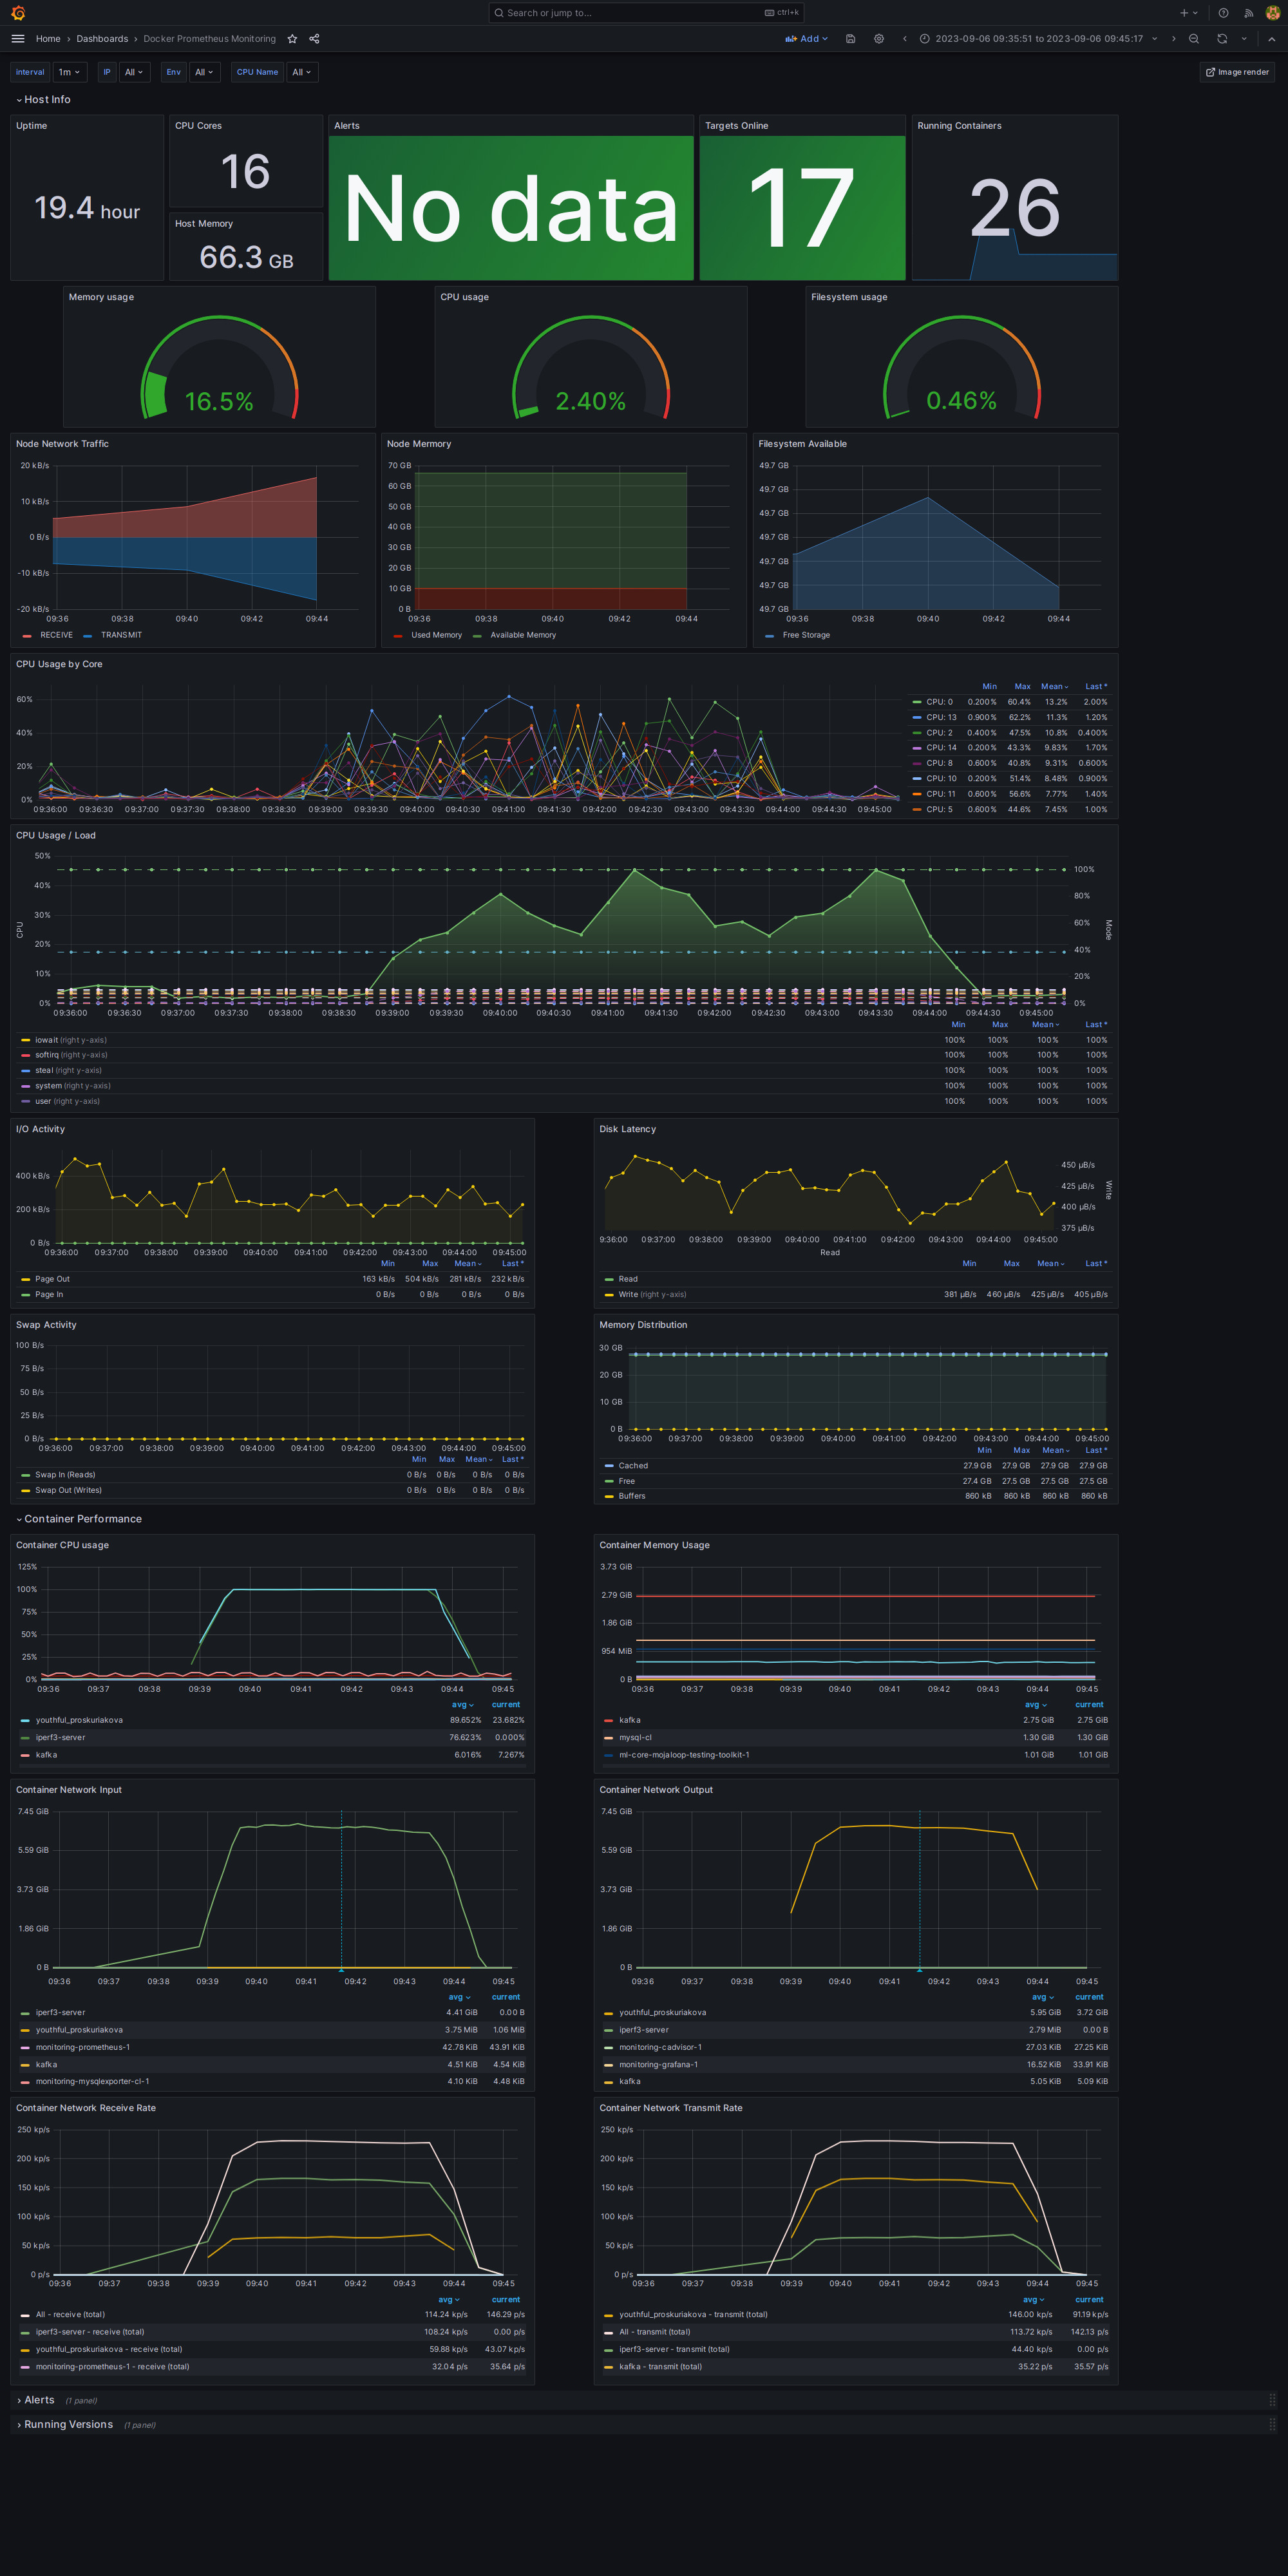 Search or jump to...
ctrl+k
Home › Dashboards › Docker Prometheus Monitoring
Add
2023-09-06 09:35:51 to 2023-09-06 09:45:17
interval 1m IP All Env All CPU Name All
Image render
Host Info
Uptime
19.4 hour
CPU Cores
16
Host Memory
66.3 GB
Alerts
No data
Targets Online
17
Running Containers
26
Memory usage
16.5%
CPU usage
2.40%
Filesystem usage
0.46%
Node Network Traffic
20 kB/s
10 kB/s
0 B/s
-10 kB/s
-20 kB/s
09:36 09:38 09:40 09:42 09:44
RECEIVE TRANSMIT
Node Mermory
70 GB
60 GB
50 GB
40 GB
30 GB
20 GB
10 GB
0 B
09:36 09:38 09:40 09:42 09:44
Used Memory Available Memory
Filesystem Available
49.7 GB
49.7 GB
49.7 GB
49.7 GB
49.7 GB
49.7 GB
49.7 GB
09:36 09:38 09:40 09:42 09:44
Free Storage
CPU Usage by Core
60%
40%
20%
0%
09:36:00 09:36:30 09:37:00 09:37:30 09:38:00 09:38:30 09:39:00 09:39:30 09:40:00 09:40:30 09:41:00 09:41:30 09:42:00 09:42:30 09:43:00 09:43:30 09:44:00 09:44:30 09:45:00
Min Max Mean Last *
CPU: 0 0.200% 60.4% 13.2% 2.00%
CPU: 13 0.900% 62.2% 11.3% 1.20%
CPU: 2 0.400% 47.5% 10.8% 0.400%
CPU: 14 0.200% 43.3% 9.83% 1.70%
CPU: 8 0.600% 40.8% 9.31% 0.600%
CPU: 10 0.200% 51.4% 8.48% 0.900%
CPU: 11 0.600% 56.6% 7.77% 1.40%
CPU: 5 0.600% 44.6% 7.45% 1.00%
CPU Usage / Load
50%
40%
30%
20%
10%
0%
CPU
100%
80%
60%
40%
20%
0%
Mode
09:36:00 09:36:30 09:37:00 09:37:30 09:38:00 09:38:30 09:39:00 09:39:30 09:40:00 09:40:30 09:41:00 09:41:30 09:42:00 09:42:30 09:43:00 09:43:30 09:44:00 09:44:30 09:45:00
Min Max Mean Last *
iowait (right y-axis) 100% 100% 100% 100%
softirq (right y-axis) 100% 100% 100% 100%
steal (right y-axis) 100% 100% 100% 100%
system (right y-axis) 100% 100% 100% 100%
user (right y-axis) 100% 100% 100% 100%
I/O Activity
400 kB/s
200 kB/s
0 B/s
09:36:00 09:37:00 09:38:00 09:39:00 09:40:00 09:41:00 09:42:00 09:43:00 09:44:00 09:45:00
Min Max Mean Last *
Page Out 163 kB/s 504 kB/s 281 kB/s 232 kB/s
Page In 0 B/s 0 B/s 0 B/s 0 B/s
Disk Latency
450 µB/s
425 µB/s
400 µB/s
375 µB/s
Write
9:36:00 09:37:00 09:38:00 09:39:00 09:40:00 09:41:00 09:42:00 09:43:00 09:44:00 09:45:00
Read
Min Max Mean Last *
Read
Write (right y-axis) 381 µB/s 460 µB/s 425 µB/s 405 µB/s
Swap Activity
100 B/s
75 B/s
50 B/s
25 B/s
0 B/s
09:36:00 09:37:00 09:38:00 09:39:00 09:40:00 09:41:00 09:42:00 09:43:00 09:44:00 09:45:00
Min Max Mean Last *
Swap In (Reads) 0 B/s 0 B/s 0 B/s 0 B/s
Swap Out (Writes) 0 B/s 0 B/s 0 B/s 0 B/s
Memory Distribution
30 GB
20 GB
10 GB
0 B
09:36:00 09:37:00 09:38:00 09:39:00 09:40:00 09:41:00 09:42:00 09:43:00 09:44:00 09:45:00
Min Max Mean Last *
Cached 27.9 GB 27.9 GB 27.9 GB 27.9 GB
Free 27.4 GB 27.5 GB 27.5 GB 27.5 GB
Buffers 860 kB 860 kB 860 kB 860 kB
Container Performance
Container CPU usage
125%
100%
75%
50%
25%
0%
09:36 09:37 09:38 09:39 09:40 09:41 09:42 09:43 09:44 09:45
avg current
youthful_proskuriakova 89.652% 23.682%
iperf3-server 76.623% 0.000%
kafka 6.016% 7.267%
Container Memory Usage
3.73 GiB
2.79 GiB
1.86 GiB
954 MiB
0 B
09:36 09:37 09:38 09:39 09:40 09:41 09:42 09:43 09:44 09:45
avg current
kafka 2.75 GiB 2.75 GiB
mysql-cl 1.30 GiB 1.30 GiB
ml-core-mojaloop-testing-toolkit-1 1.01 GiB 1.01 GiB
Container Network Input
7.45 GiB
5.59 GiB
3.73 GiB
1.86 GiB
0 B
09:36 09:37 09:38 09:39 09:40 09:41 09:42 09:43 09:44 09:45
avg current
iperf3-server 4.41 GiB 0.00 B
youthful_proskuriakova 3.75 MiB 1.06 MiB
monitoring-prometheus-1 42.78 KiB 43.91 KiB
kafka 4.51 KiB 4.54 KiB
monitoring-mysqlexporter-cl-1 4.10 KiB 4.48 KiB
Container Network Output
7.45 GiB
5.59 GiB
3.73 GiB
1.86 GiB
0 B
09:36 09:37 09:38 09:39 09:40 09:41 09:42 09:43 09:44 09:45
avg current
youthful_proskuriakova 5.95 GiB 3.72 GiB
iperf3-server 2.79 MiB 0.00 B
monitoring-cadvisor-1 27.03 KiB 27.25 KiB
monitoring-grafana-1 16.52 KiB 33.91 KiB
kafka 5.05 KiB 5.09 KiB
Container Network Receive Rate
250 kp/s
200 kp/s
150 kp/s
100 kp/s
50 kp/s
0 p/s
09:36 09:37 09:38 09:39 09:40 09:41 09:42 09:43 09:44 09:45
avg current
All - receive (total) 114.24 kp/s 146.29 p/s
iperf3-server - receive (total) 108.24 kp/s 0.00 p/s
youthful_proskuriakova - receive (total) 59.88 kp/s 43.07 kp/s
monitoring-prometheus-1 - receive (total) 32.04 p/s 35.64 p/s
Container Network Transmit Rate
250 kp/s
200 kp/s
150 kp/s
100 kp/s
50 kp/s
0 p/s
09:36 09:37 09:38 09:39 09:40 09:41 09:42 09:43 09:44 09:45
avg current
youthful_proskuriakova - transmit (total) 146.00 kp/s 91.19 kp/s
All - transmit (total) 113.72 kp/s 142.13 p/s
iperf3-server - transmit (total) 44.40 kp/s 0.00 p/s
kafka - transmit (total) 35.22 p/s 35.57 p/s
Alerts (1 panel)
Running Versions (1 panel)